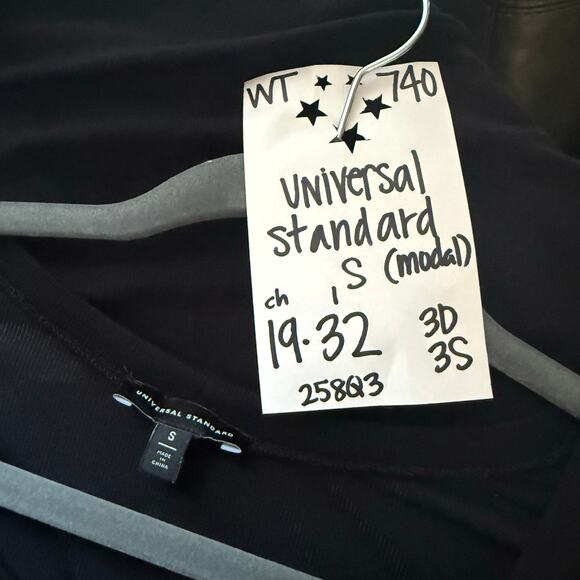 WT 740
universal
standard
S (modal)
ch l
19.32 3D
3S
258Q3
UNIVERSAL STANDARD
S
MADE IN
CHINA